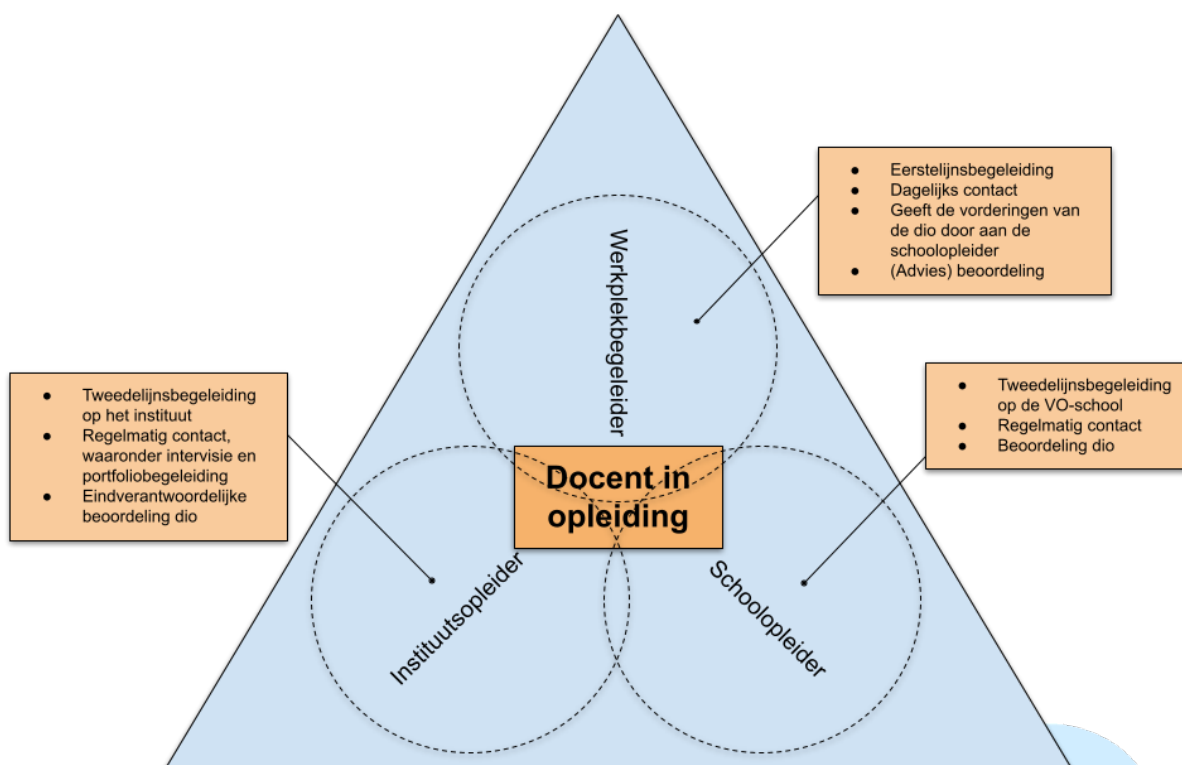 ● Eerstelijnsbegeleiding
● Dagelijks contact
● Geeft de vorderingen van
de dio door aan de
schoolopleider
● (Advies) beoordeling
Werkplekbegeleider
● Tweedelijnsbegeleiding
op het instituut
● Regelmatig contact,
waaronder intervisie en
portfoliobegeleiding
● Eindverantwoordelijke
beoordeling dio
● Tweedelijnsbegeleiding
op de VO-school
● Regelmatig contact
● Beoordeling dio
Docent in
opleiding
Instituutsopleider
Schoolopleider